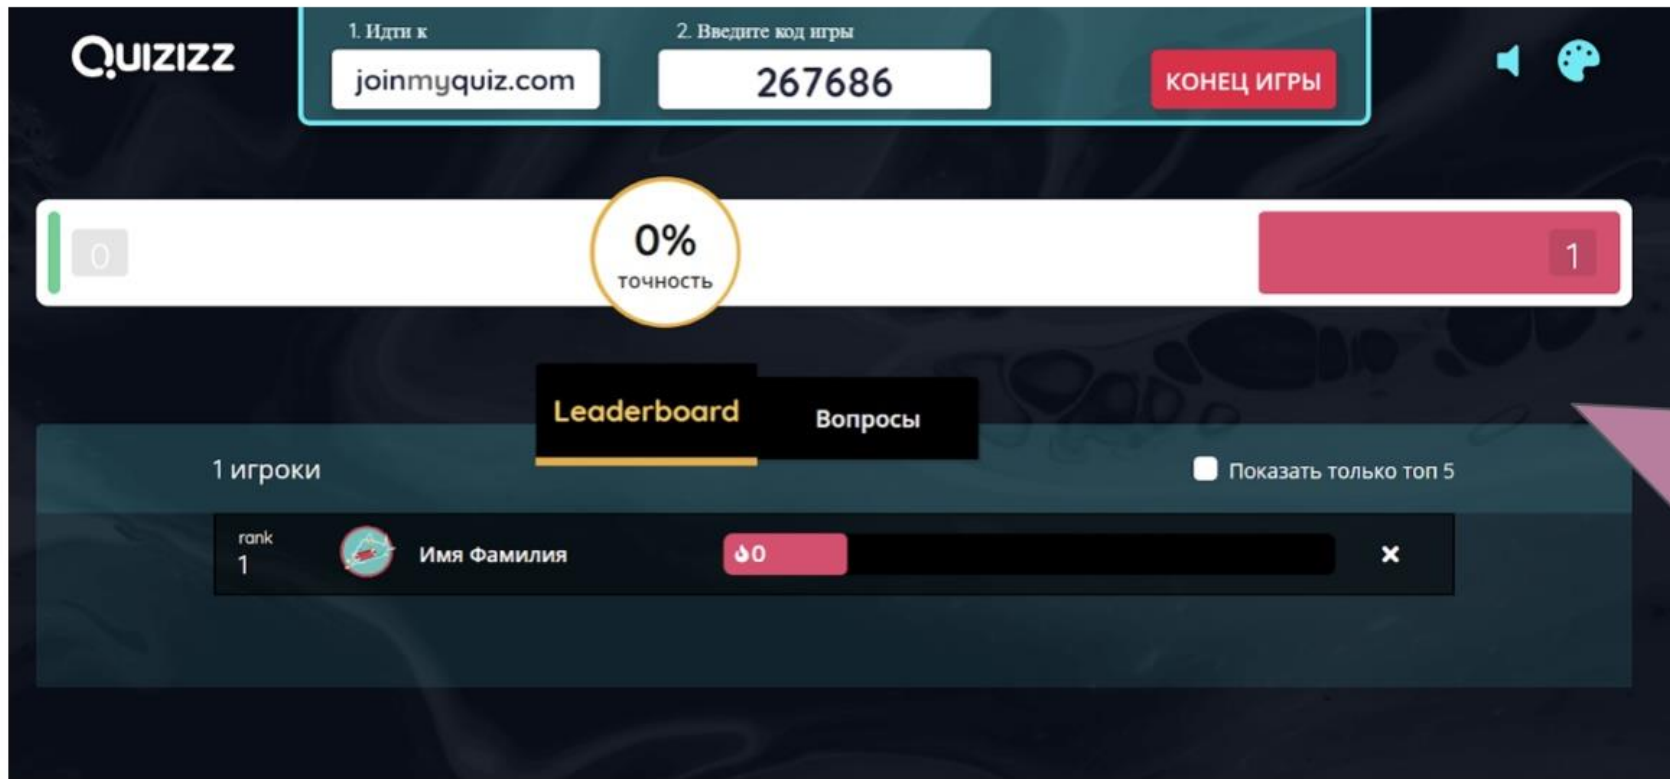 Quizizz
1. Идти к
2. Введите код игры
joinmyquiz.com
267686
КОНЕЦ ИГРЫ
0
0%
точность
1
Leaderboard
Вопросы
1 игроки
Показать только топ 5
rank
1
Имя Фамилия
0